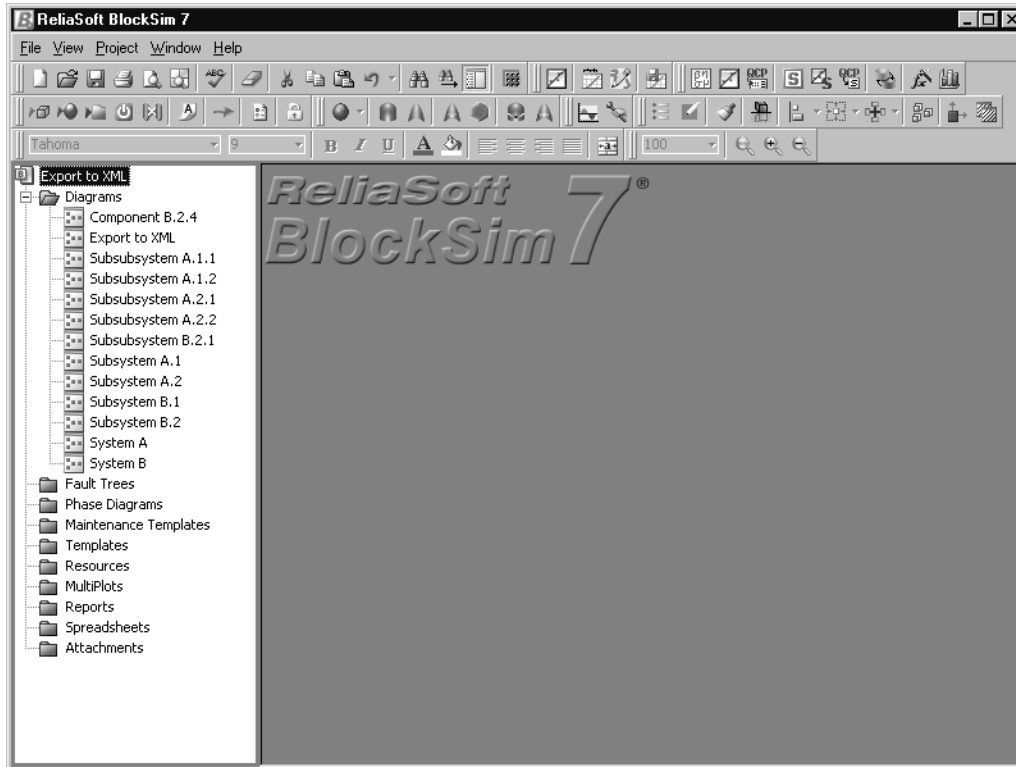 ReliaSoft BlockSim 7
File View Project Window Help
Tahoma 9 B I U A 100
Export to XML
Diagrams
Component B.2.4
Export to XML
Subsubsystem A.1.1
Subsubsystem A.1.2
Subsubsystem A.2.1
Subsubsystem A.2.2
Subsubsystem B.2.1
Subsystem A.1
Subsystem A.2
Subsystem B.1
Subsystem B.2
System A
System B
Fault Trees
Phase Diagrams
Maintenance Templates
Templates
Resources
MultiPlots
Reports
Spreadsheets
Attachments
ReliaSoft
BlockSim 7®